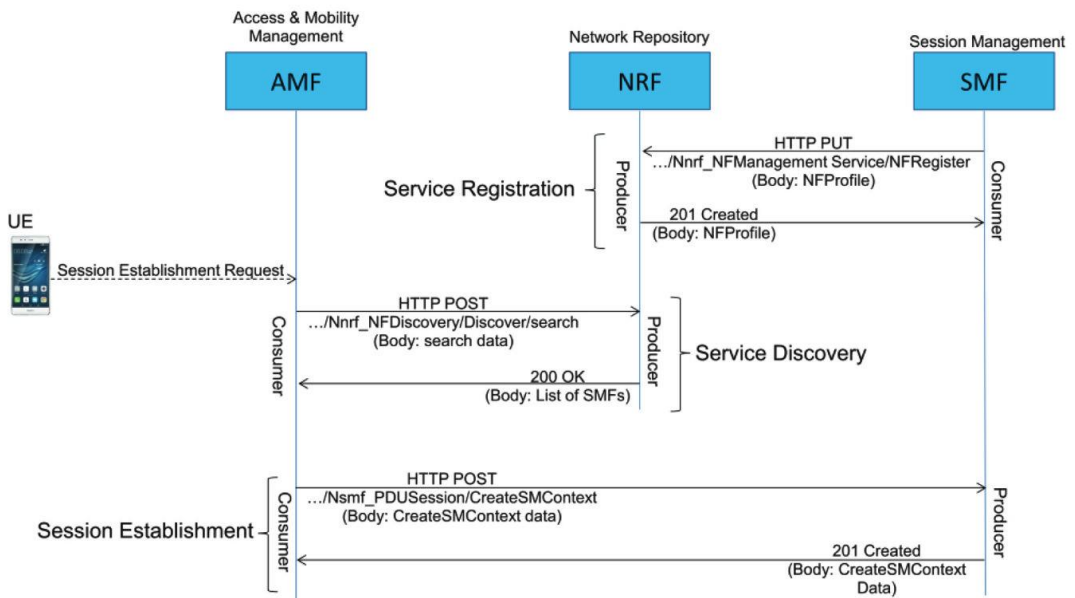 Access & Mobility
Management
Network Repository
Session Management
AMF
NRF
SMF
HTTP PUT
…/Nnrf_NFManagement Service/NFRegister
(Body: NFProfile)
Producer
Consumer
Service Registration
201 Created
(Body: NFProfile)
UE
Session Establishment Request
HTTP POST
…/Nnrf_NFDiscovery/Discover/search
(Body: search data)
Consumer
Producer
Service Discovery
200 OK
(Body: List of SMFs)
HTTP POST
…/Nsmf_PDUSession/CreateSMContext
(Body: CreateSMContext data)
Consumer
Producer
Session Establishment
201 Created
(Body: CreateSMContext
Data)